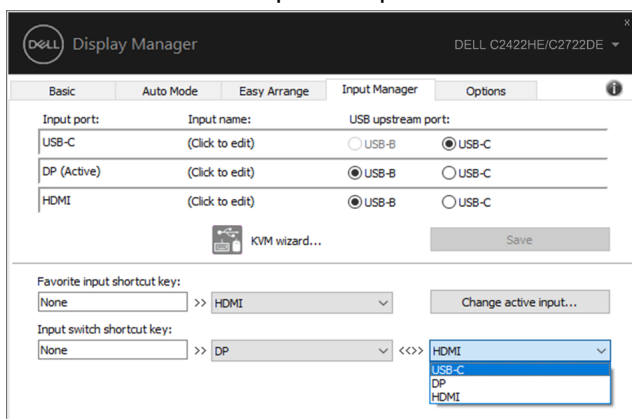 x
DELL Display Manager DELL C2422HE/C2722DE
Basic Auto Mode Easy Arrange Input Manager Options i
Input port: Input name: USB upstream port:
USB-C (Click to edit) USB-B USB-C
DP (Active) (Click to edit) USB-B USB-C
HDMI (Click to edit) USB-B USB-C
KVM wizard... Save
Favorite input shortcut key:
None >> HDMI Change active input...
Input switch shortcut key:
None >> DP <<>> HDMI
USB-C
DP
HDMI